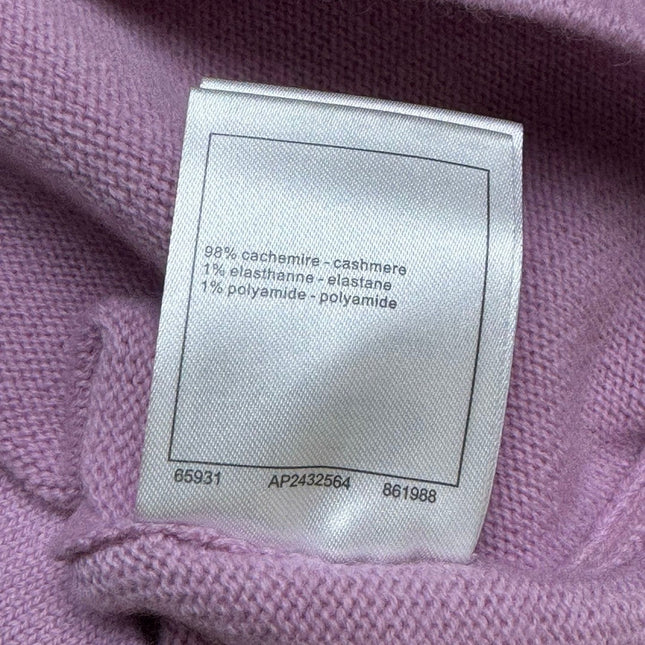 98% cachemire - cashmere
1% elasthanne - elastane
1% polyamide - polyamide
65931 AP2432564 861988